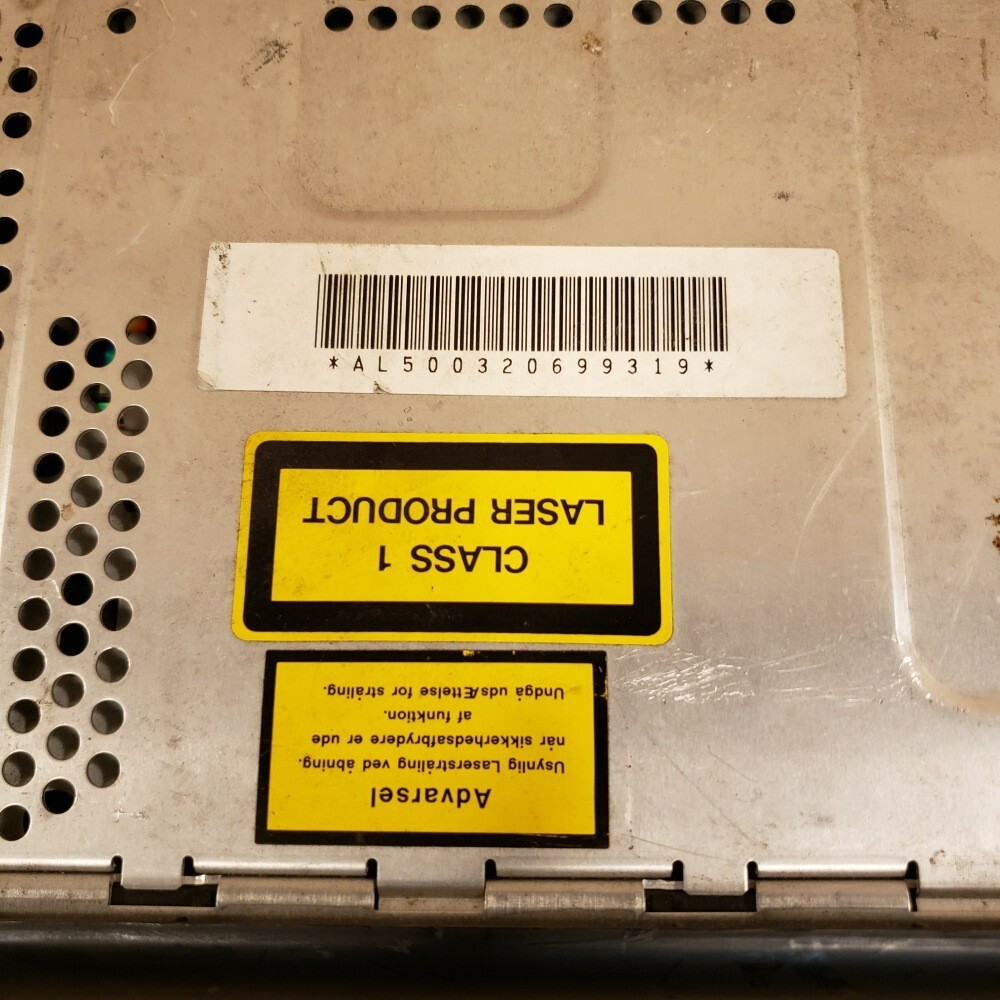 *AL500320699319*
CLASS 1
LASER PRODUCT
Advarsel
Usynlig Laserstråling ved åbning.
når sikkerhedsafbrydere er ude
af funktion.
Undgå udsÆttelse for stråling.